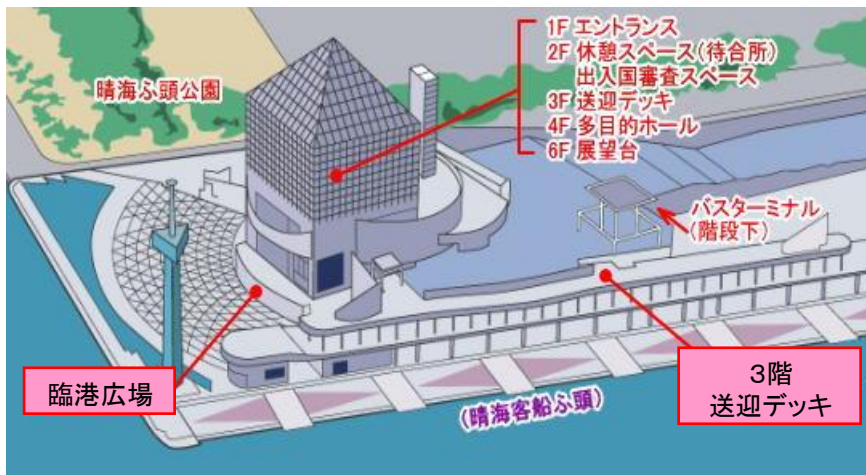 1F エントランス
2F 休憩スペース(待合所)
出入国審査スペース
3F 送迎デッキ
4F 多目的ホール
6F 展望台
晴海ふ頭公園
バスターミナル
(階段下)
臨港広場
3階
送迎デッキ
(晴海客船ふ頭)